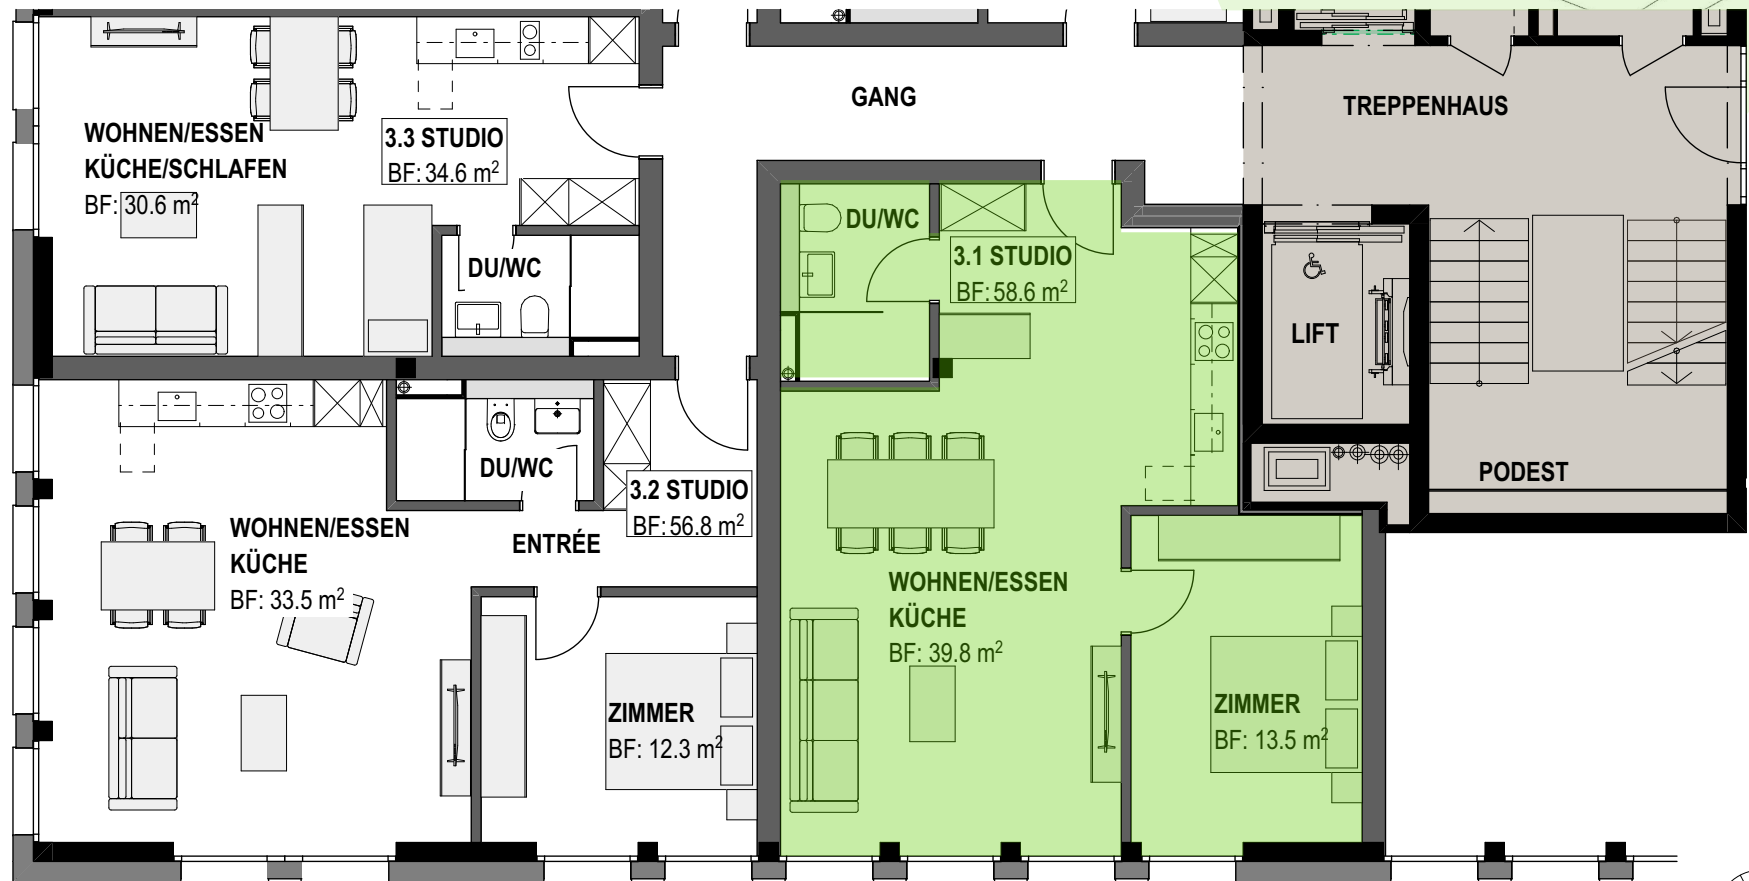 GANG
TREPPENHAUS
WOHNEN/ESSEN
KÜCHE/SCHLAFEN
BF: 30.6 m²
3.3 STUDIO
BF: 34.6 m²
DU/WC
DU/WC
3.1 STUDIO
BF: 58.6 m²
LIFT
PODEST
DU/WC
3.2 STUDIO
BF: 56.8 m²
ENTRÉE
WOHNEN/ESSEN
KÜCHE
BF: 33.5 m²
WOHNEN/ESSEN
KÜCHE
BF: 39.8 m²
ZIMMER
BF: 12.3 m²
ZIMMER
BF: 13.5 m²